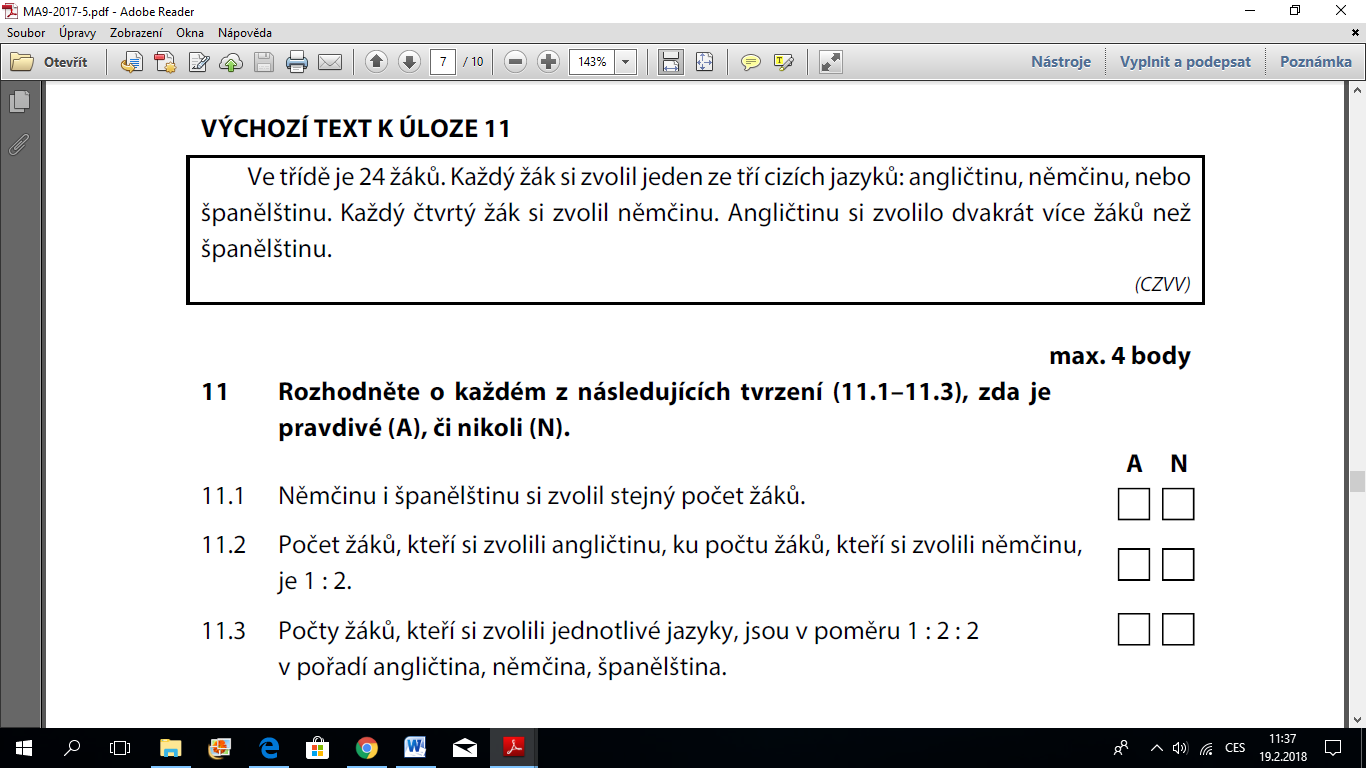 MA9-2017-5.pdf - Adobe Reader
Soubor Úpravy Zobrazení Okna Nápověda
Otevřít 7 / 10 143% Nástroje Vyplnit a podepsat Poznámka
VÝCHOZÍ TEXT K ÚLOZE 11
Ve třídě je 24 žáků. Každý žák si zvolil jeden ze tří cizích jazyků: angličtinu, němčinu, nebo
španělštinu. Každý čtvrtý žák si zvolil němčinu. Angličtinu si zvolilo dvakrát více žáků než
španělštinu.
(CZVV)
max. 4 body
11 Rozhodněte o každém z následujících tvrzení (11.1–11.3), zda je
pravdivé (A), či nikoli (N).
A N
11.1 Němčinu i španělštinu si zvolil stejný počet žáků.
11.2 Počet žáků, kteří si zvolili angličtinu, ku počtu žáků, kteří si zvolili němčinu,
je 1 : 2.
11.3 Počty žáků, kteří si zvolili jednotlivé jazyky, jsou v poměru 1 : 2 : 2
v pořadí angličtina, němčina, španělština.
CES
11:37
19.2.2018